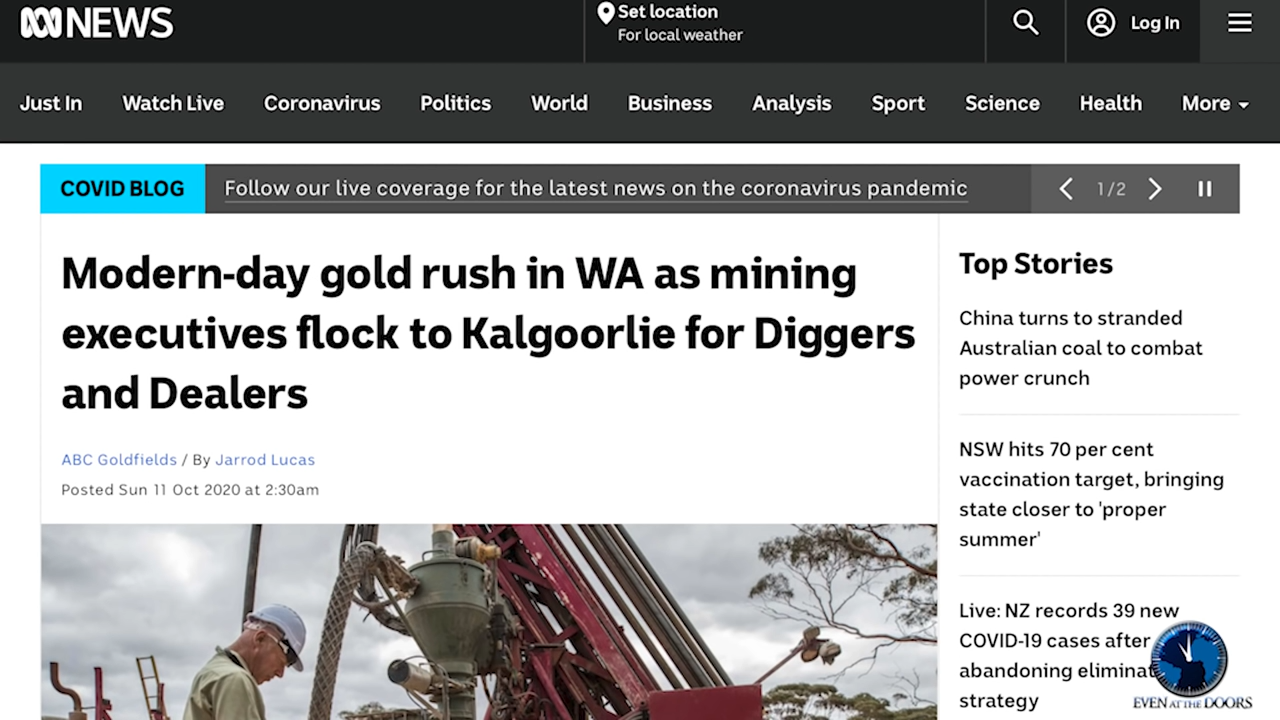 NEWS
Set location
For local weather
Log In
Just In Watch Live Coronavirus Politics World Business Analysis Sport Science Health More
COVID BLOG Follow our live coverage for the latest news on the coronavirus pandemic 1/2
Modern-day gold rush in WA as mining
executives flock to Kalgoorlie for Diggers
and Dealers
ABC Goldfields / By Jarrod Lucas
Posted Sun 11 Oct 2020 at 2:30am
Top Stories
China turns to stranded
Australian coal to combat
power crunch
NSW hits 70 per cent
vaccination target, bringing
state closer to 'proper
summer'
Live: NZ records 39 new
COVID-19 cases after
abandoning eliminat
strategy
EVEN AT THE DOORS